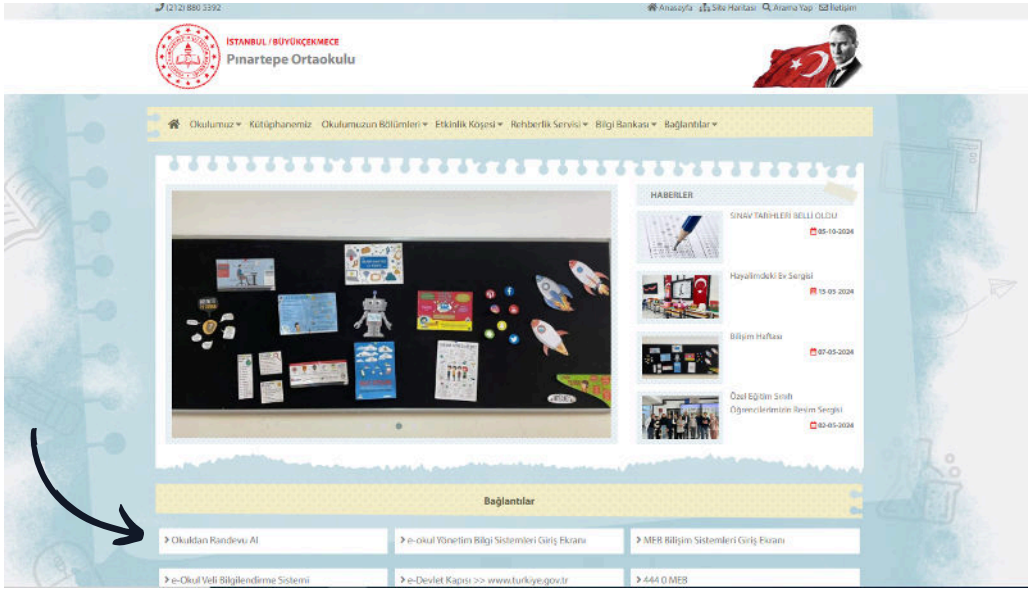 (212) 880 5392
Anasayfa Site Haritası Arama Yap İletişim
İSTANBUL / BÜYÜKÇEKMECE
Pınartepe Ortaokulu
Okulumuz Kütüphanemiz Okulumuzun Bölümleri Etkinlik Köşesi Rehberlik Servisi Bilgi Bankası Bağlantılar
HABERLER
SINAV TARİHLERİ BELLİ OLDU
05-10-2024
Hayalimdeki Ev Sergisi
15-05-2024
Bilişim Haftası
07-05-2024
Özel Eğitim Sınıfı
Öğrencilerimizin Resim Sergisi
02-05-2024
Bağlantılar
Okuldan Randevu Al
e-okul Yönetim Bilgi Sistemleri Giriş Ekranı
MEB Bilişim Sistemleri Giriş Ekranı
e-Okul Veli Bilgilendirme Sistemi
e-Devlet Kapısı >> www.turkiye.gov.tr
444 0 MEB